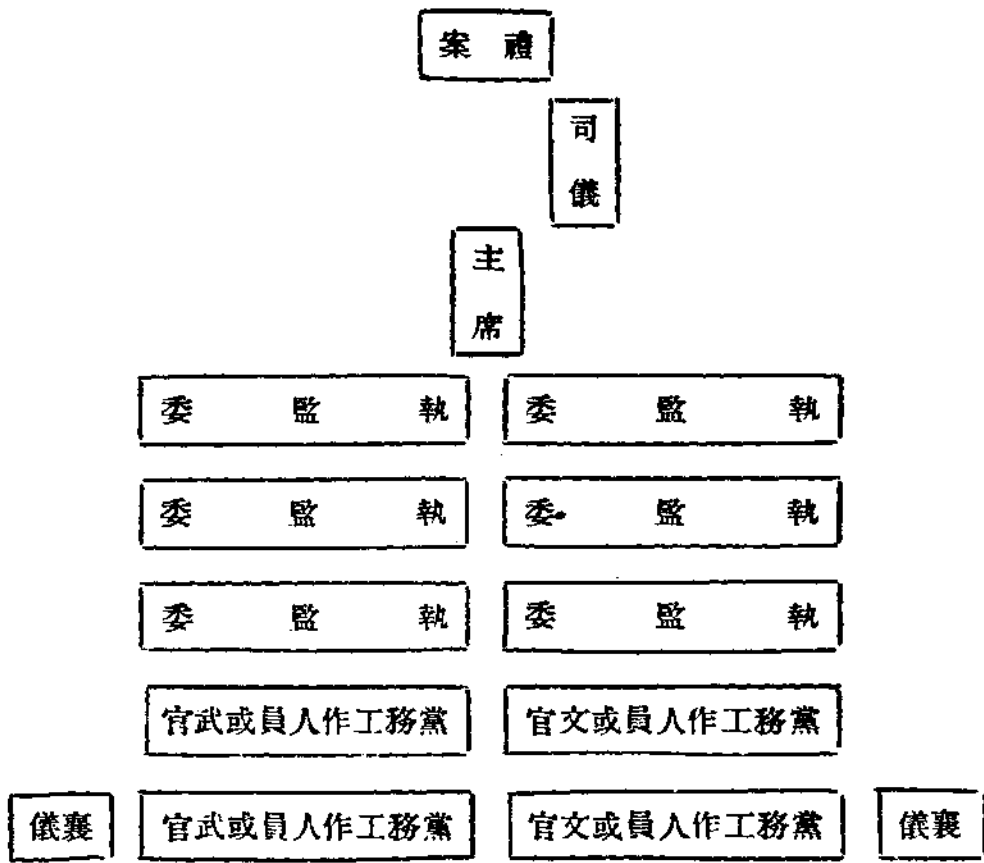 禮案
司儀
主席
執監委 執監委
執監委 執監委
執監委 執監委
黨務工作人員或文官 黨務工作人員或武官
襄儀 黨務工作人員或文官 黨務工作人員或武官 襄儀